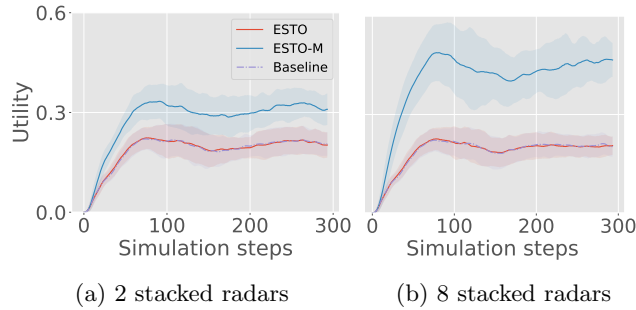 0.6
ESTO
ESTO-M
Baseline
0.3
Utility
0.0
0 100 200 300
0 100 200 300
Simulation steps
Simulation steps
(a) 2 stacked radars
(b) 8 stacked radars